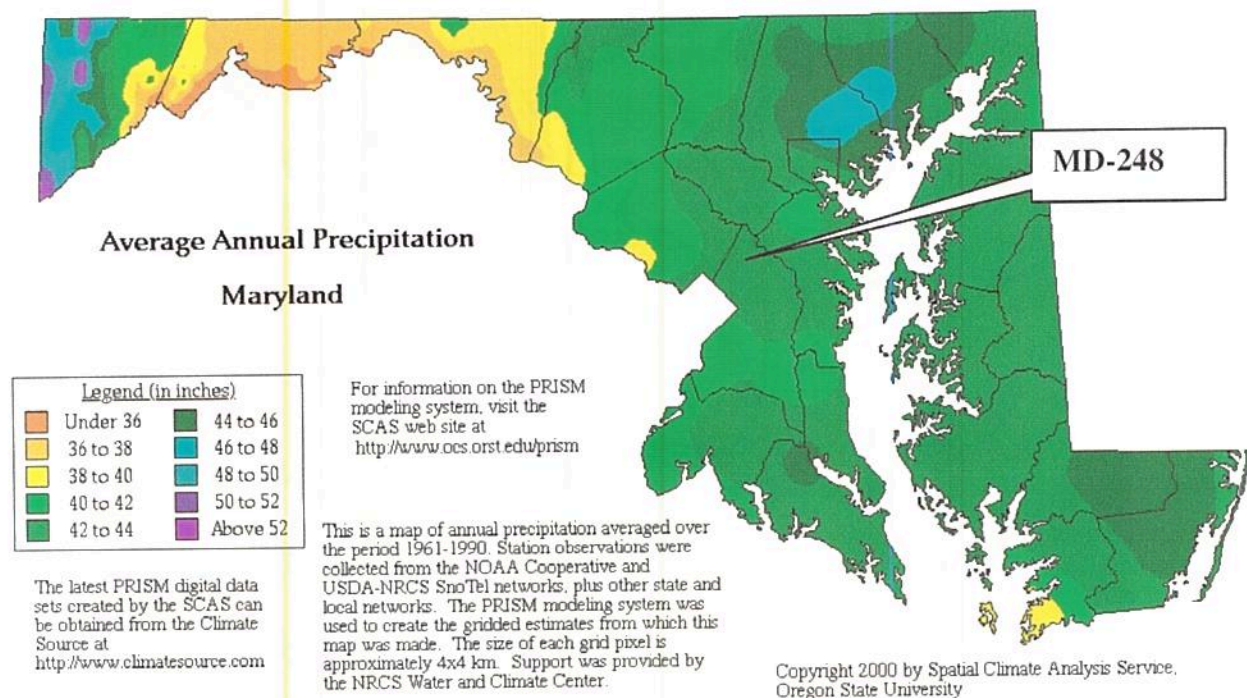 MD-248
Average Annual Precipitation
Maryland
Legend (in inches)
Under 36
36 to 38
38 to 40
40 to 42
42 to 44
44 to 46
46 to 48
48 to 50
50 to 52
Above 52
For information on the PRISM
modeling system, visit the
SCAS web site at
http://www.ocs.orst.edu/prism
The latest PRISM digital data
sets created by the SCAS can
be obtained from the Climate
Source at
http://www.climatesource.com
This is a map of annual precipitation averaged over
the period 1961-1990. Station observations were
collected from the NOAA Cooperative and
USDA-NRCS SnoTel networks, plus other state and
local networks. The PRISM modeling system was
used to create the gridded estimates from which this
map was made. The size of each grid pixel is
approximately 4x4 km. Support was provided by
the NRCS Water and Climate Center.
Copyright 2000 by Spatial Climate Analysis Service,
Oregon State University